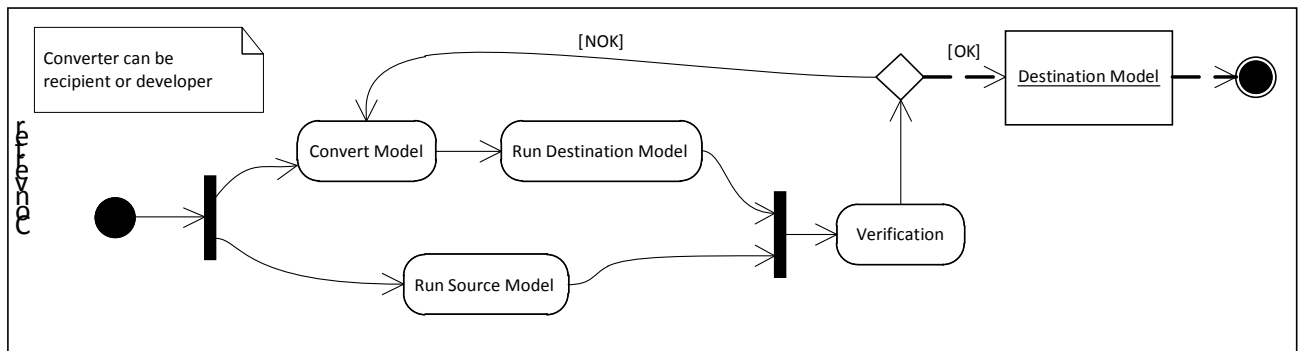 Converter can be
recipient or developer
[NOK]
[OK]
Destination Model
Convert Model
Run Destination Model
Converter
Verification
Run Source Model